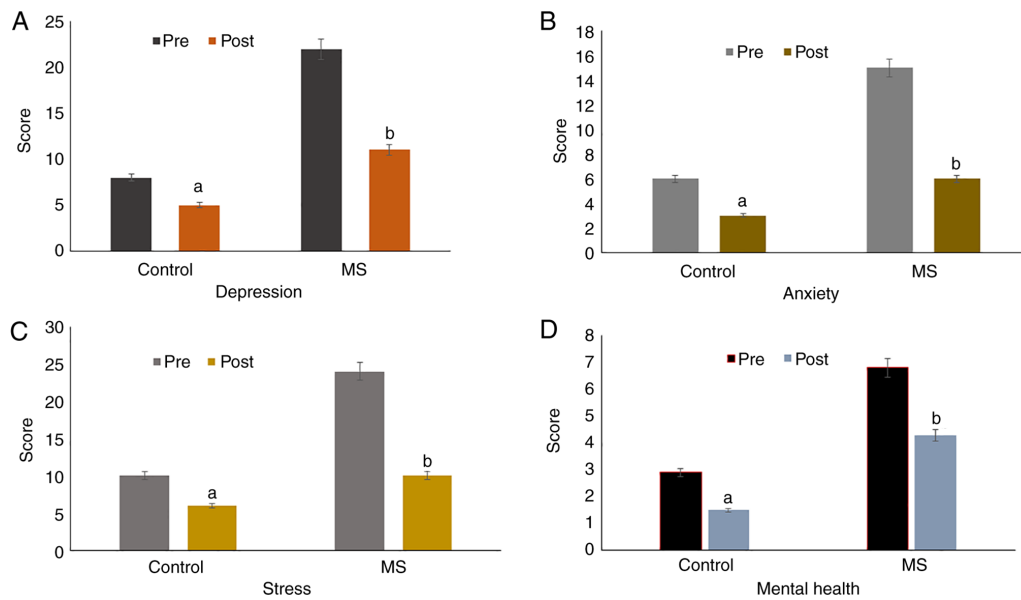 A
25
20
15
10
5
0
Score
Pre Post
a
b
Control MS
Depression
B
18
16
14
12
10
8
6
4
2
0
Score
Pre Post
a
b
Control MS
Anxiety
C
30
25
20
15
10
5
0
Score
Pre Post
a
b
Control MS
Stress
D
8
7
6
5
4
3
2
1
0
Score
Pre Post
a
b
Control MS
Mental health